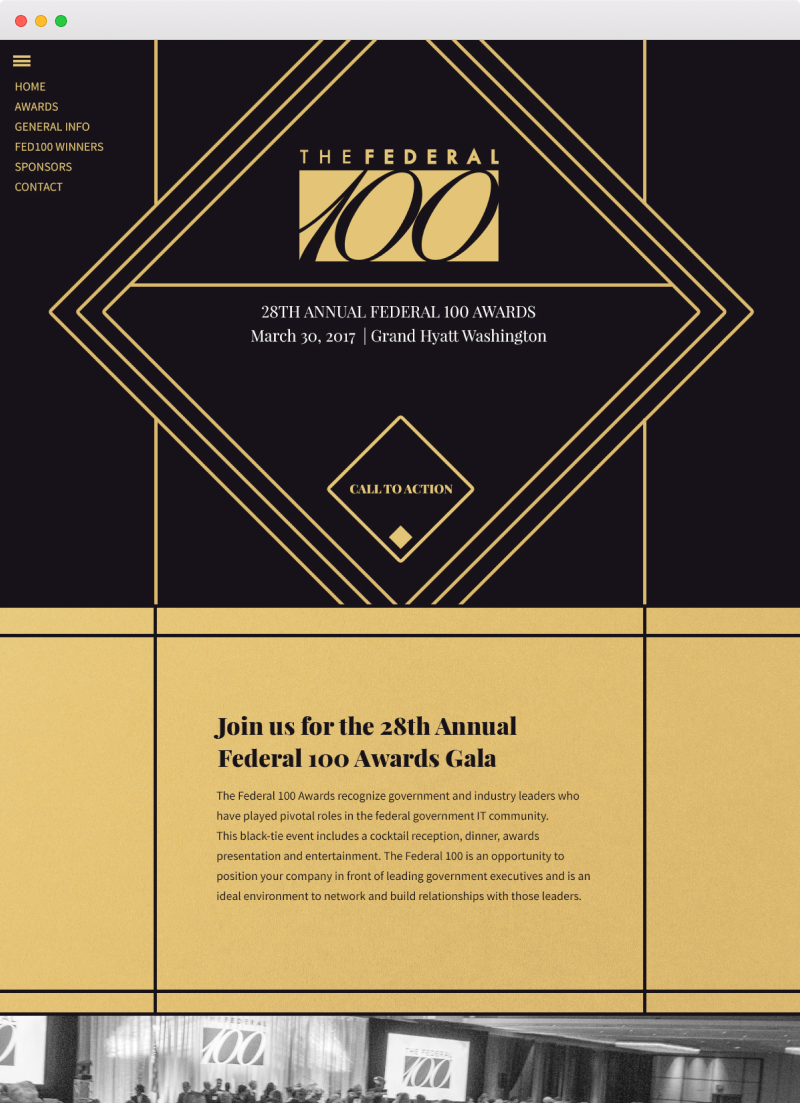 HOME
AWARDS
GENERAL INFO
FED100 WINNERS
SPONSORS
CONTACT
THE FEDERAL
100
28TH ANNUAL FEDERAL 100 AWARDS
March 30, 2017 | Grand Hyatt Washington
CALL TO ACTION
Join us for the 28th Annual
Federal 100 Awards Gala
The Federal 100 Awards recognize government and industry leaders who
have played pivotal roles in the federal government IT community.
This black-tie event includes a cocktail reception, dinner, awards
presentation and entertainment. The Federal 100 is an opportunity to
position your company in front of leading government executives and is an
ideal environment to network and build relationships with those leaders.
THE FEDERAL
100
THE FEDERAL
100